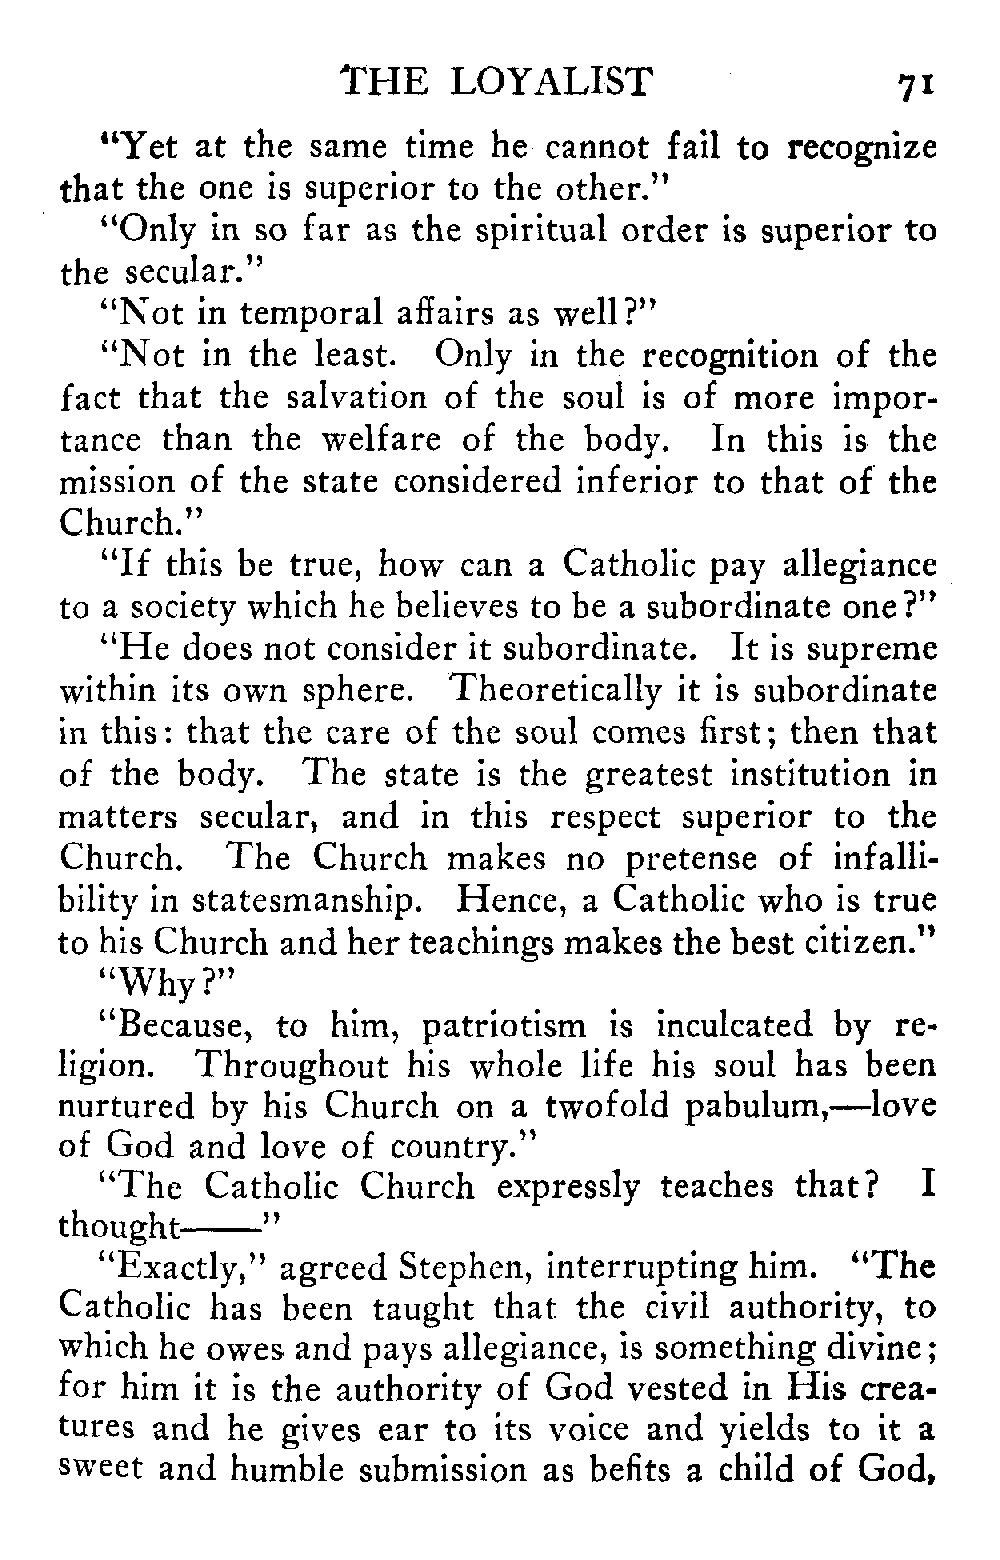 THE LOYALIST 71
"Yet at the same time he cannot fail to recognize
that the one is superior to the other."
"Only in so far as the spiritual order is superior to
the secular."
"Not in temporal affairs as well?"
"Not in the least. Only in the recognition of the
fact that the salvation of the soul is of more impor-
tance than the welfare of the body. In this is the
mission of the state considered inferior to that of the
Church."
"If this be true, how can a Catholic pay allegiance
to a society which he believes to be a subordinate one?"
"He does not consider it subordinate. It is supreme
within its own sphere. Theoretically it is subordinate
in this: that the care of the soul comes first; then that
of the body. The state is the greatest institution in
matters secular, and in this respect superior to the
Church. The Church makes no pretense of infalli-
bility in statesmanship. Hence, a Catholic who is true
to his Church and her teachings makes the best citizen."
"Why?"
"Because, to him, patriotism is inculcated by re-
ligion. Throughout his whole life his soul has been
nurtured by his Church on a twofold pabulum,—love
of God and love of country."
"The Catholic Church expressly teaches that? I
thought——"
"Exactly," agreed Stephen, interrupting him. "The
Catholic has been taught that the civil authority, to
which he owes and pays allegiance, is something divine;
for him it is the authority of God vested in His crea-
tures and he gives ear to its voice and yields to it a
sweet and humble submission as befits a child of God,